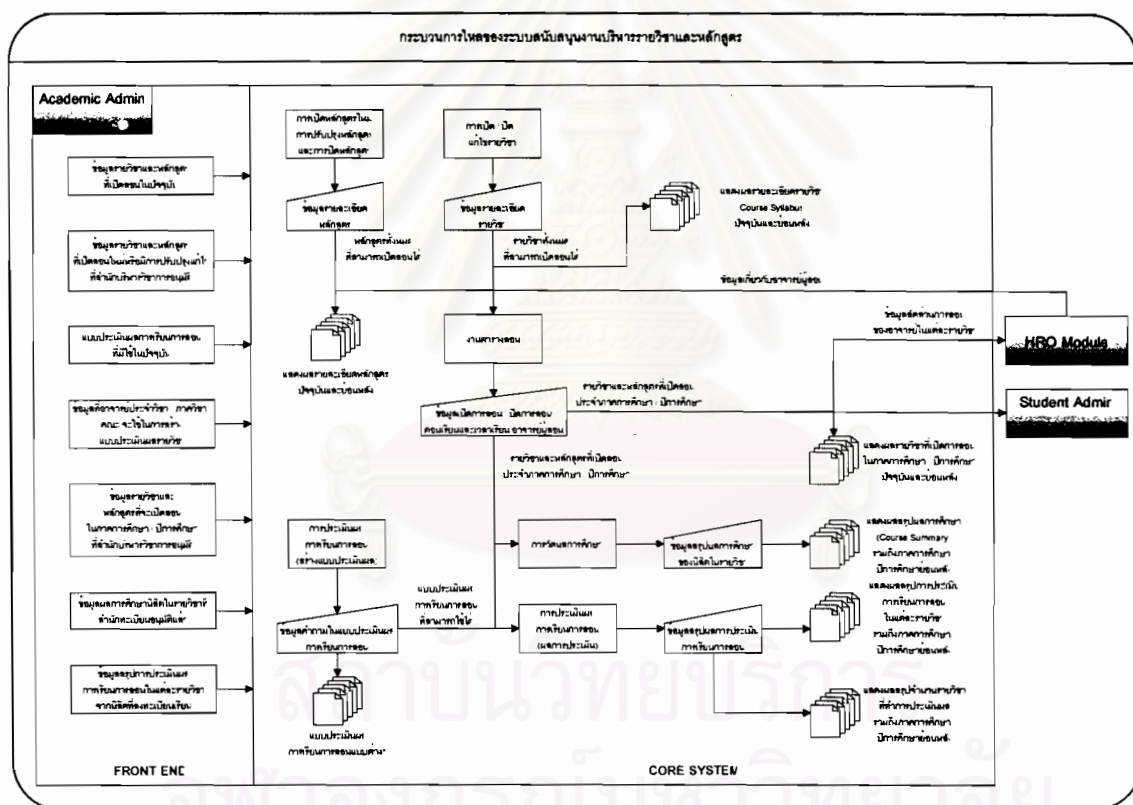 กระบวนการไหลของระบบสนับสนุนงานบริหารรายวิชาและหลักสูตร
Academic Admin
ข้อมูลรายวิชาและหลักสูต
ที่เปิดสอนในปัจจุบั
ข้อมูลรายวิชาและหลักสูต
ที่เปิดสอนใหม่หรือมีการปรับปรุงแก้ไ
ที่สำนักบริหารวิชาการอนุมัติ
แบบประเมินผลการเรียนการสอน
ที่มีใช้ในปัจจุบั
ข้อมูลที่อาจารย์ประจำวิชา ภาควิชา
คณะ จะใช้ในการสร้า
แบบประเมินผลรายวิช
ข้อมูลรายวิชาและ
หลักสูตรที่จะเปิดสอน
ในภาคการศึกษา / ปีการศึกษา
ที่สำนักบริหารวิชาการอนุมัติ
ข้อมูลผลการศึกษานิสิตในรายวิชาที่
สำนักทะเบียนอนุมัติแล้
ข้อมูลสรุปการประเมินผ
การเรียนการสอนในแต่ละรายวิชา
จากนิสิตที่ลงทะเบียนเรียน
FRONT END
การเปิดหลักสูตรใหม่
การปรับปรุงหลักสูต
และการปิดหลักสูต
การเปิด ปิด
แก้ไขรายวิชา
ข้อมูลรายละเอียด
หลักสูตร
ข้อมูลรายละเอียด
รายวิช
แสดงผลรายละเอียดรายวิช
Course Syllabus
ปัจจุบันและย้อนหลัง
หลักสูตรทั้งหมด
ที่สามารถเปิดสอนได้
รายวิชาทั้งหมด
ที่สามารถเปิดสอนได้
ข้อมูลเกี่ยวกับอาจารย์ผู้สอน
ข้อมูลสัดส่วนการสอน
ของอาจารย์ในแต่ละรายวิช
HRO Module
แสดงผลรายละเอียดหลักสูตร
ปัจจุบันและย้อนหลัง
งานตารางสอน
รายวิชาและหลักสูตรที่เปิดสอน
ประจำภาคการศึกษา / ปีการศึกษา
Student Admir
ข้อมูลเปิดการสอน ปิดการสอน
ตอนเรียนและเวลาเรียน อาจารย์ผู้สอน
รายวิชาและหลักสูตรที่เปิดสอน
ประจำภาคการศึกษา ปีการศึกษา
แสดงผลรายวิชาที่เปิดการสอน
ในภาคการศึกษา ปีการศึกษา
ปัจจุบันและย้อนหลัง
การประเมินผล
การเรียนการสอน
(สร้างแบบประเมินผล)
การวัดผลการศึกษา
ข้อมูลสรุปผลการศึกษา
ของนิสิตในรายวิช
แสดงผลสรุปผลการศึกษา
(Course Summary
รวมถึงภาคการศึกษา
ปีการศึกษาย้อนหลัง
แบบประเมินผล
การเรียนการสอน
ที่สามารถใช้ได้
ข้อมูลคำถามในแบบประเมินผล
การเรียนการสอน
การประเมินผล
การเรียนการสอน
(ผลการประเมิน)
ข้อมูลสรุปผลการประเมิน
การเรียนการสอน
แสดงผลสรุปการประเมิน
การเรียนการสอน
ในแต่ละรายวิช
รวมถึงภาคการศึกษา
ปีการศึกษาย้อนหลัง
แบบประเมินผล
การเรียนการสอนแบบต่างๆ
แสดงผลสรุปจำนวนรายวิชา
ที่ทำการประเมินผล
รวมถึงภาคการศึกษา
ปีการศึกษาย้อนหลัง
CORE SYSTEM
สถาบันวิทยบริการ
จุฬาลงกรณ์มหาวิทยาลัย